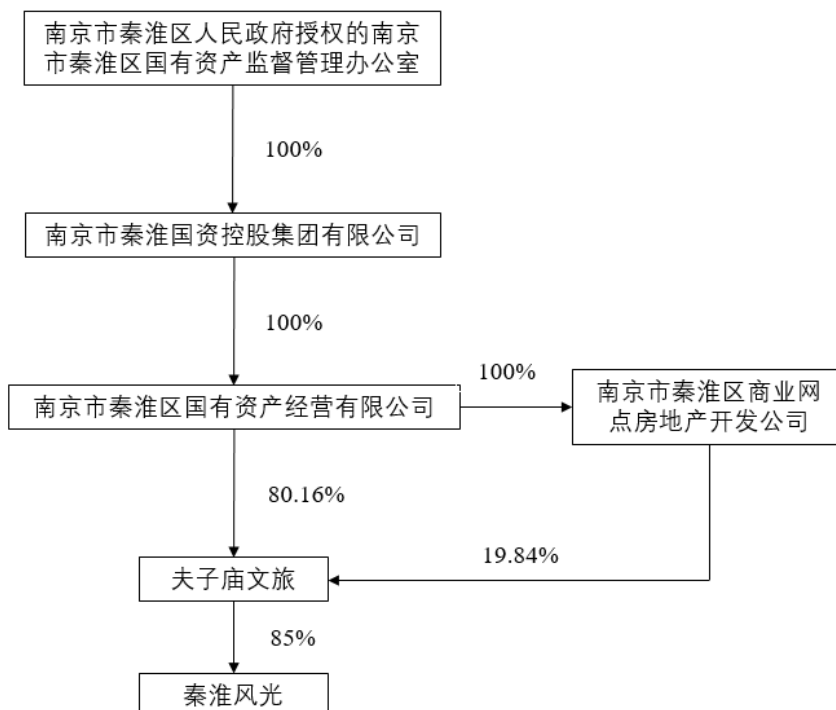 南京市秦淮区人民政府授权的南京
市秦淮区国有资产监督管理办公室
100%
南京市秦淮国资控股集团有限公司
100%
南京市秦淮区国有资产经营有限公司
100%
南京市秦淮区商业网
点房地产开发公司
80.16%
19.84%
夫子庙文旅
85%
秦淮风光